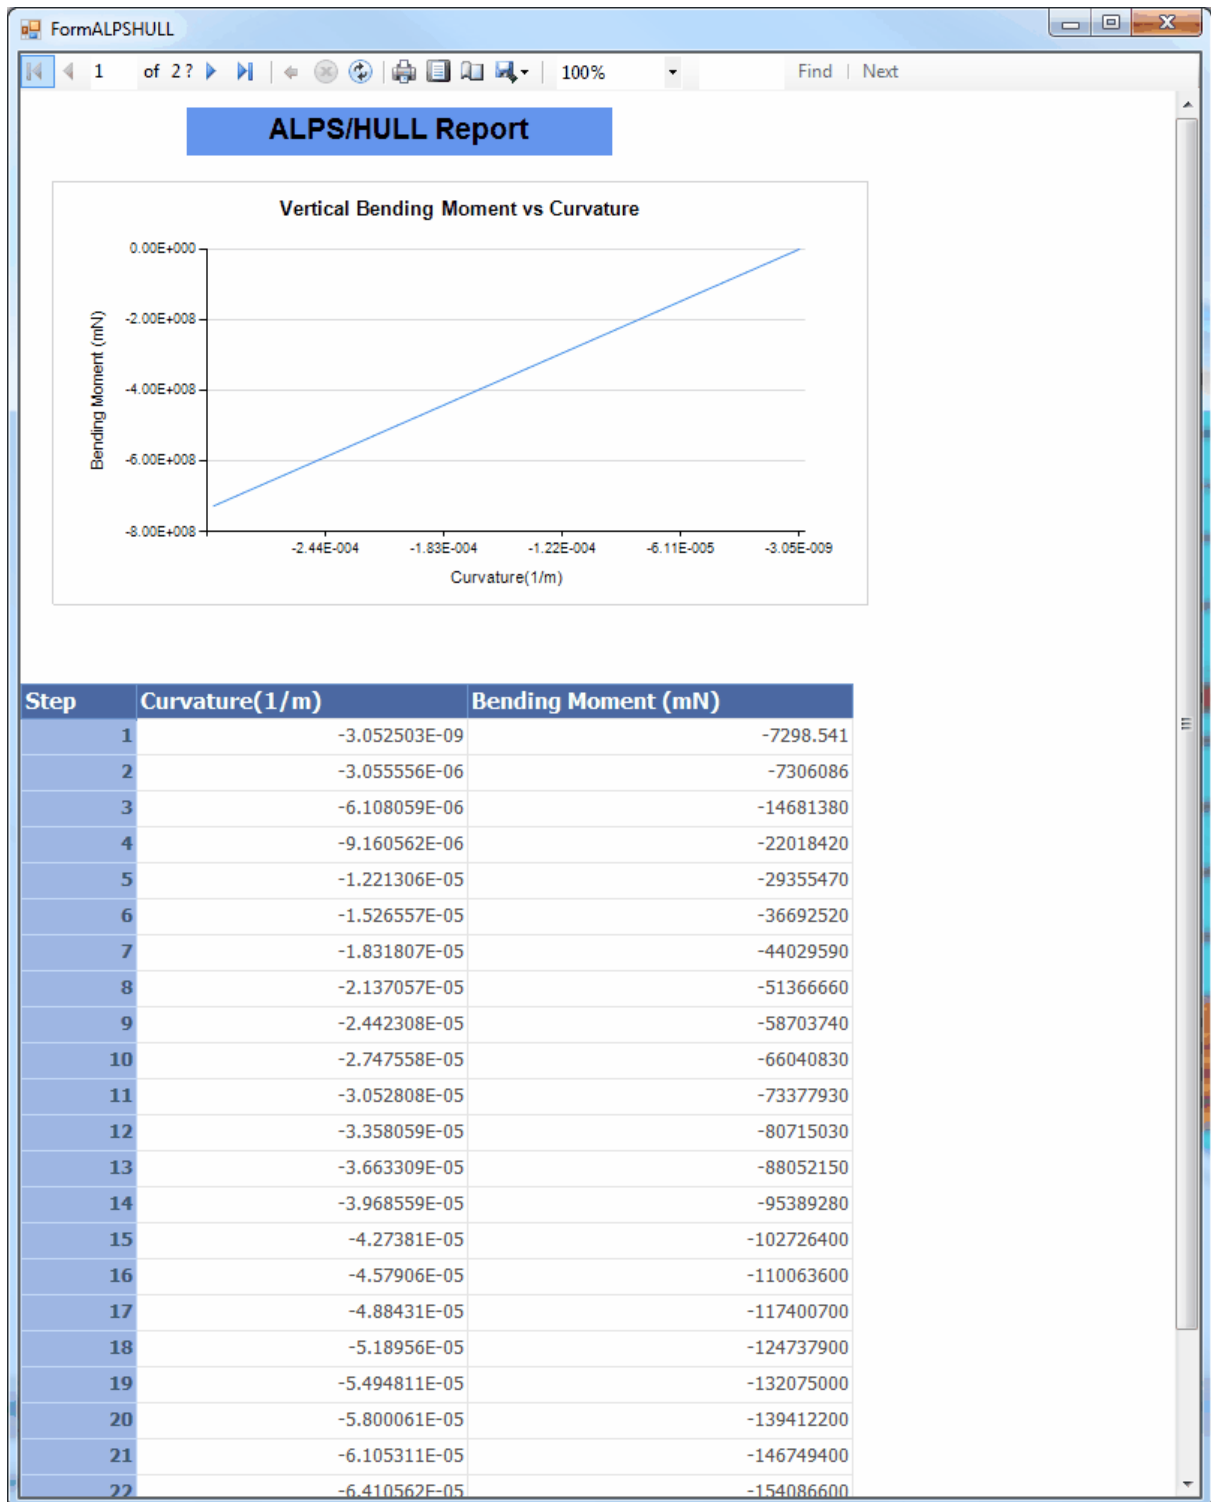 FormALPSHULL
1 of 2 ? 100% Find | Next
ALPS/HULL Report
Vertical Bending Moment vs Curvature
0.00E+000
-2.00E+008
-4.00E+008
-6.00E+008
-8.00E+008
Bending Moment (mN)
-2.44E-004 -1.83E-004 -1.22E-004 -6.11E-005 -3.05E-009
Curvature(1/m)
Step Curvature(1/m) Bending Moment (mN)
1 -3.052503E-09 -7298.541
2 -3.055556E-06 -7306086
3 -6.108059E-06 -14681380
4 -9.160562E-06 -22018420
5 -1.221306E-05 -29355470
6 -1.526557E-05 -36692520
7 -1.831807E-05 -44029590
8 -2.137057E-05 -51366660
9 -2.442308E-05 -58703740
10 -2.747558E-05 -66040830
11 -3.052808E-05 -73377930
12 -3.358059E-05 -80715030
13 -3.663309E-05 -88052150
14 -3.968559E-05 -95389280
15 -4.27381E-05 -102726400
16 -4.57906E-05 -110063600
17 -4.88431E-05 -117400700
18 -5.18956E-05 -124737900
19 -5.494811E-05 -132075000
20 -5.800061E-05 -139412200
21 -6.105311E-05 -146749400
22 -6.410562E-05 -154086600